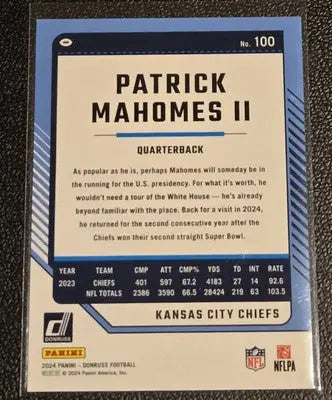 No. 100
PATRICK
MAHOMES II
QUARTERBACK
As popular as he is, perhaps Mahomes will someday be in
the running for the U.S. presidency. For what it's worth, he
wouldn't need a tour of the White House — he's already
beyond familiar with the place. Back for a visit in 2024,
he returned for the second consecutive year after the
Chiefs won their second straight Super Bowl.
YEAR TEAM CMP ATT PCT YARDS TD INT RATE
2023 CHIEFS 401 597 67.2 4183 27 14 92.6
NFL TOTALS 2386 3590 66.5 28424 219 63 103.5
KANSAS CITY CHIEFS
DONRUSS
PANINI
NFL
NFLPA
2024 PANINI – DONRUSS FOOTBALL
© 2024 Panini America, Inc.